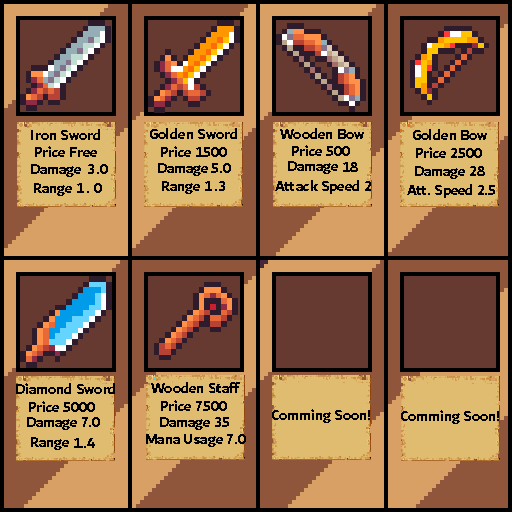 Iron Sword
Price Free
Damage 3.0
Range 1.0
Golden Sword
Price 1500
Damage 5.0
Range 1.3
Wooden Bow
Price 500
Damage 18
Attack Speed 2
Golden Bow
Price 2500
Damage 28
Att. Speed 2.5
Diamond Sword
Price 5000
Damage 7.0
Range 1.4
Wooden Staff
Price 7500
Damage 35
Mana Usage 7.0
Comming Soon!
Comming Soon!